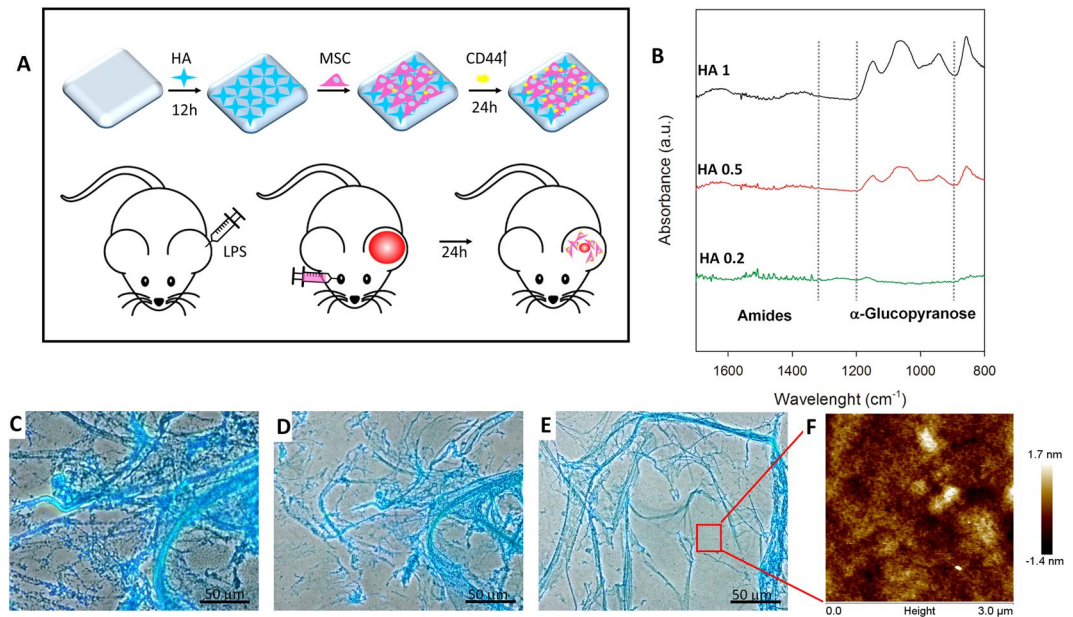 A
HA
12h
MSC
CD44↑
24h
LPS
24h
B
HA 1
HA 0.5
HA 0.2
Amides
α-Glucopyranose
Absorbance (a.u.)
1600
1400
1200
1000
800
Wavelenght (cm⁻¹)
C
50 µm
D
50 µm
E
50 µm
F
1.7 nm
-1.4 nm
0.0
Height
3.0 µm